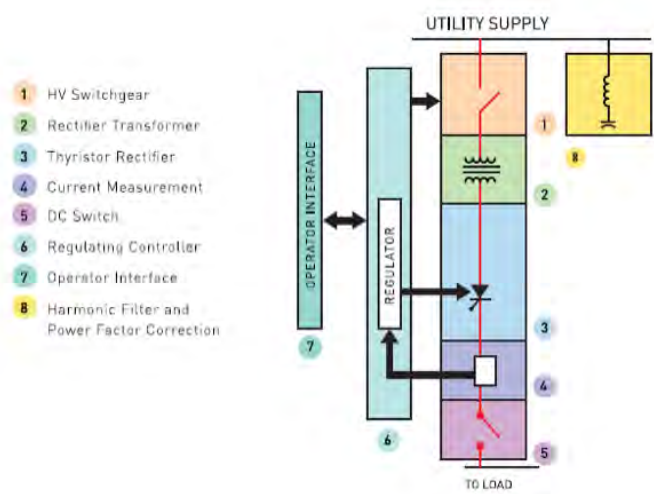 UTILITY SUPPLY
1 HV Switchgear
2 Rectifier Transformer
3 Thyristor Rectifier
4 Current Measurement
5 DC Switch
6 Regulating Controller
7 Operator Interface
8 Harmonic Filter and
Power Factor Correction
OPERATOR INTERFACE
7
REGULATOR
6
1
2
3
4
5
8
TO LOAD